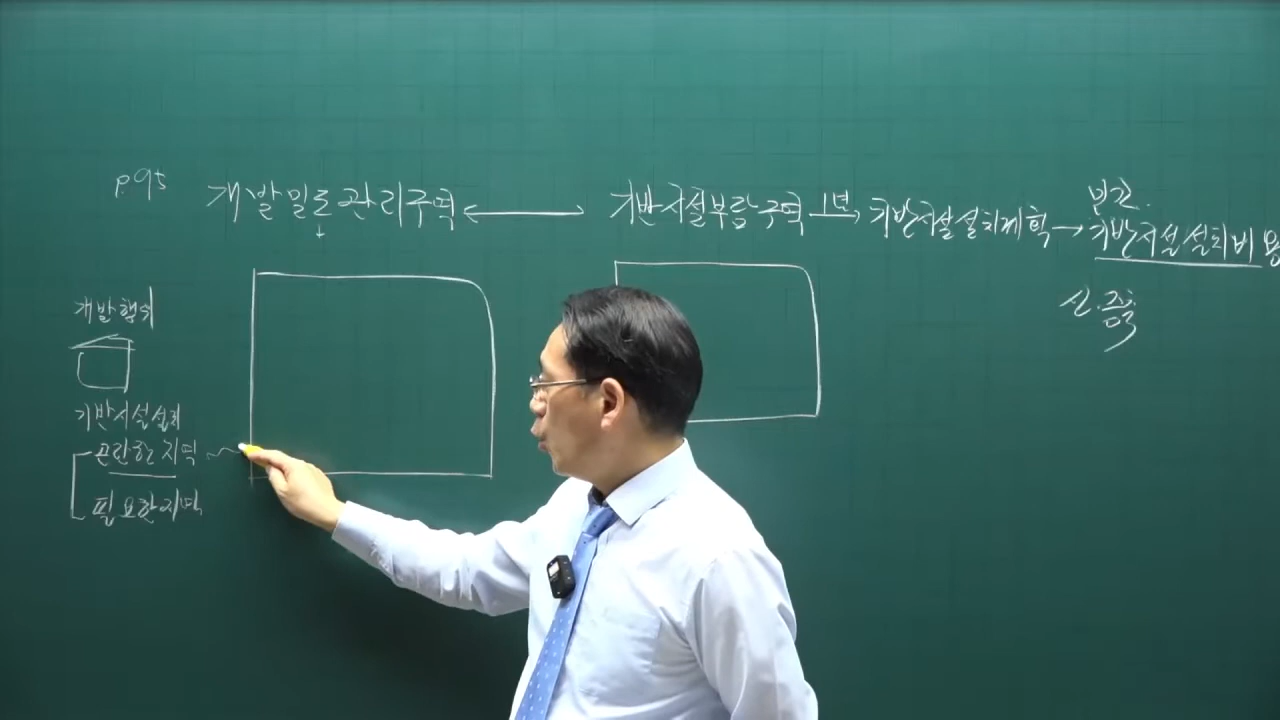 P.95
개발밀도관리구역 ↔ 기반시설부담구역 1년→ 기반시설설치계획 → 민간.
기반시설설치비용
신.증축
개발행위
기반시설설치
곤란한 지역
필요한 지역